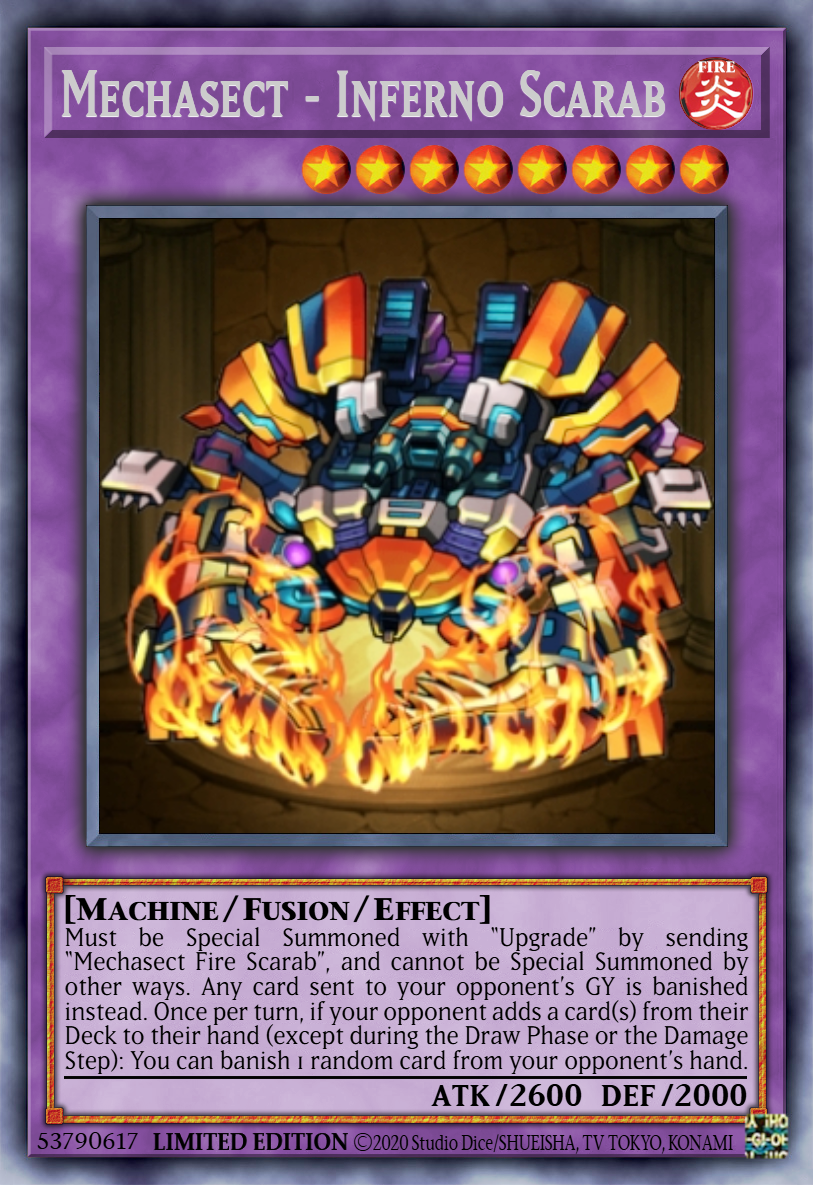 Mechasect - Inferno Scarab
FIRE
炎
[Machine/Fusion/Effect]
Must be Special Summoned with “Upgrade” by sending
“Mechasect Fire Scarab”, and cannot be Special Summoned by
other ways. Any card sent to your opponent’s GY is banished
instead. Once per turn, if your opponent adds a card(s) from their
Deck to their hand (except during the Draw Phase or the Damage
Step): You can banish 1 random card from your opponent’s hand.
ATK/2600 DEF/2000
53790617 LIMITED EDITION ©2020 Studio Dice/SHUEISHA, TV TOKYO, KONAMI